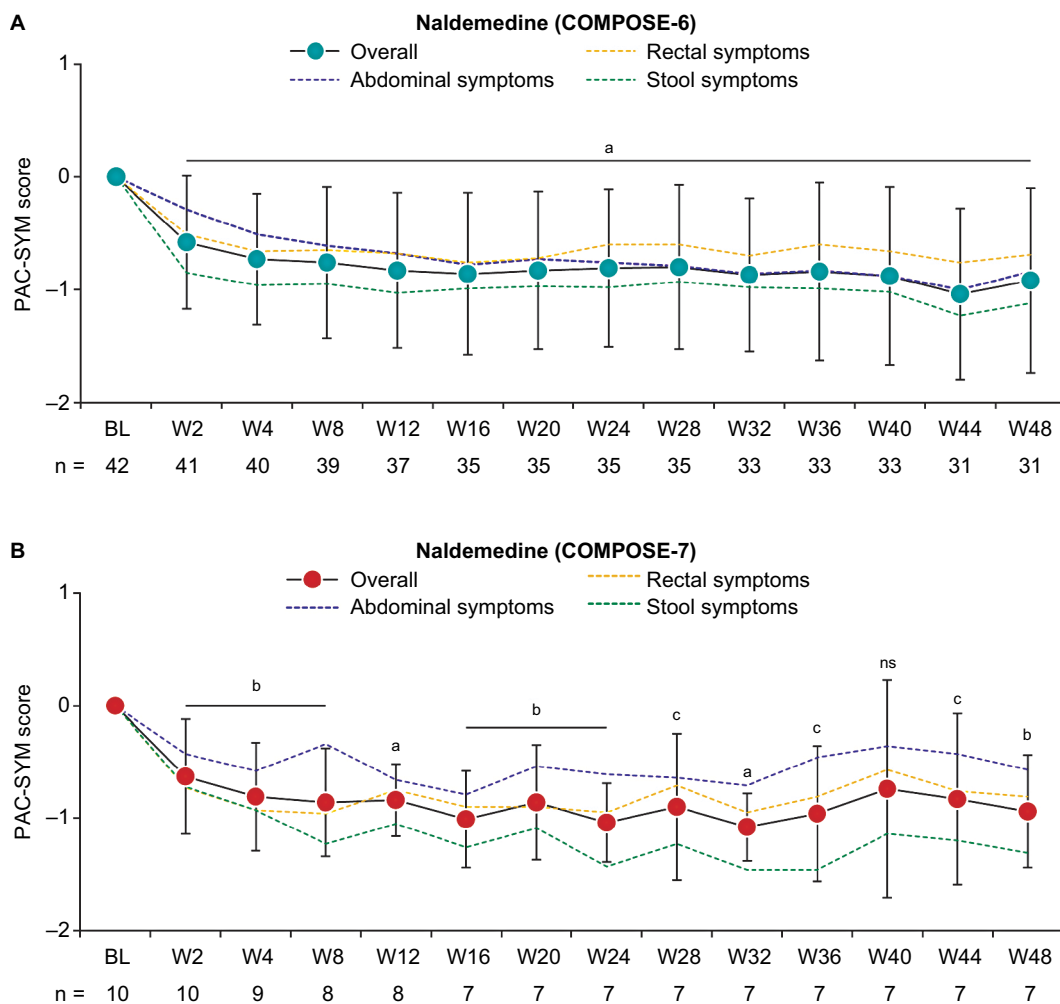 A
Naldemedine (COMPOSE-6)
Overall Rectal symptoms
Abdominal symptoms Stool symptoms
1
a
0
PAC-SYM score
–1
–2
BL W2 W4 W8 W12 W16 W20 W24 W28 W32 W36 W40 W44 W48
n = 42 41 40 39 37 35 35 35 35 33 33 33 31 31
B
Naldemedine (COMPOSE-7)
Overall Rectal symptoms
Abdominal symptoms Stool symptoms
1
ns
0 b a b c a c c b
PAC-SYM score
–1
–2
BL W2 W4 W8 W12 W16 W20 W24 W28 W32 W36 W40 W44 W48
n = 10 10 9 8 8 7 7 7 7 7 7 7 7 7